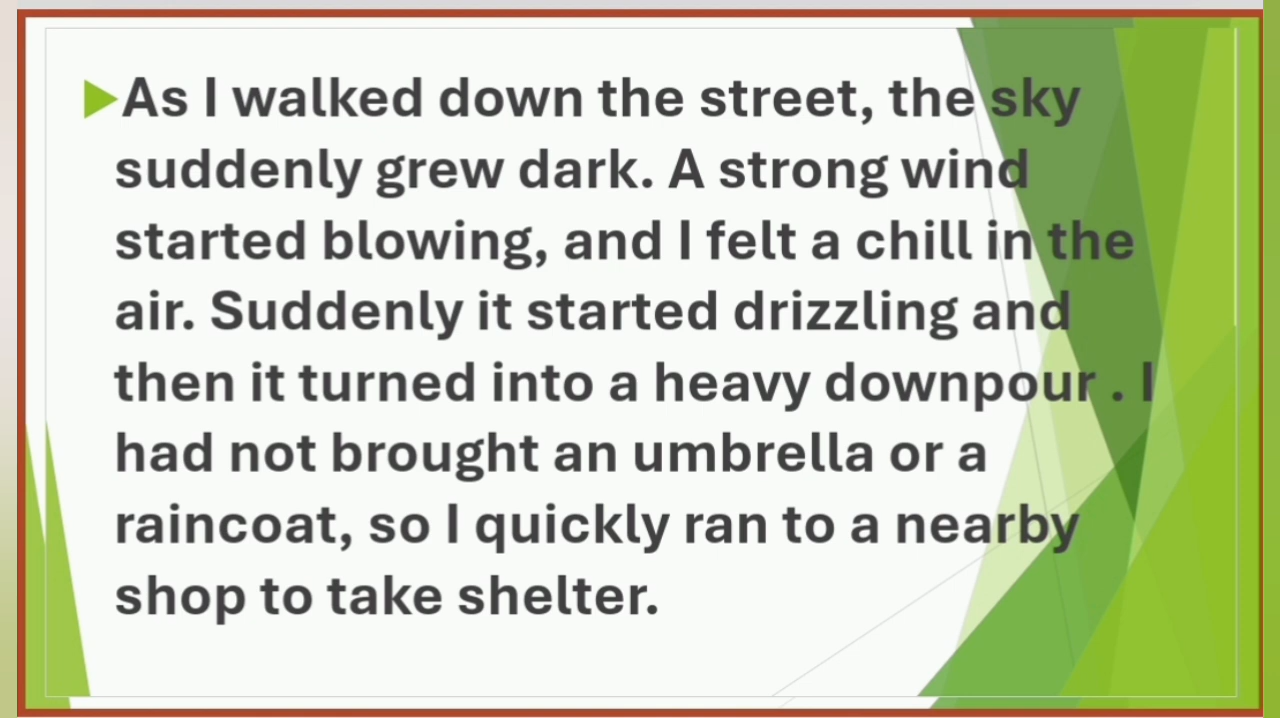 As I walked down the street, the sky
suddenly grew dark. A strong wind
started blowing, and I felt a chill in the
air. Suddenly it started drizzling and
then it turned into a heavy downpour . I
had not brought an umbrella or a
raincoat, so I quickly ran to a nearby
shop to take shelter.